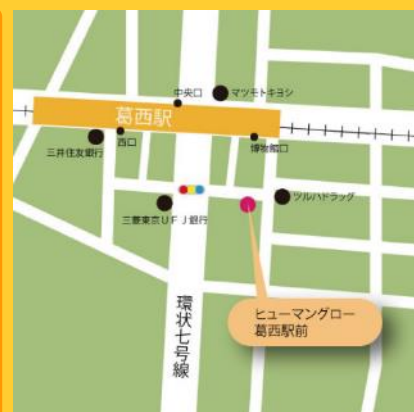 中央口
マツモトキヨシ
葛西駅
西口
博物館口
三井住友銀行
ツルハドラッグ
三菱東京ＵＦＪ銀行
環状七号線
ヒューマングロー
葛西駅前